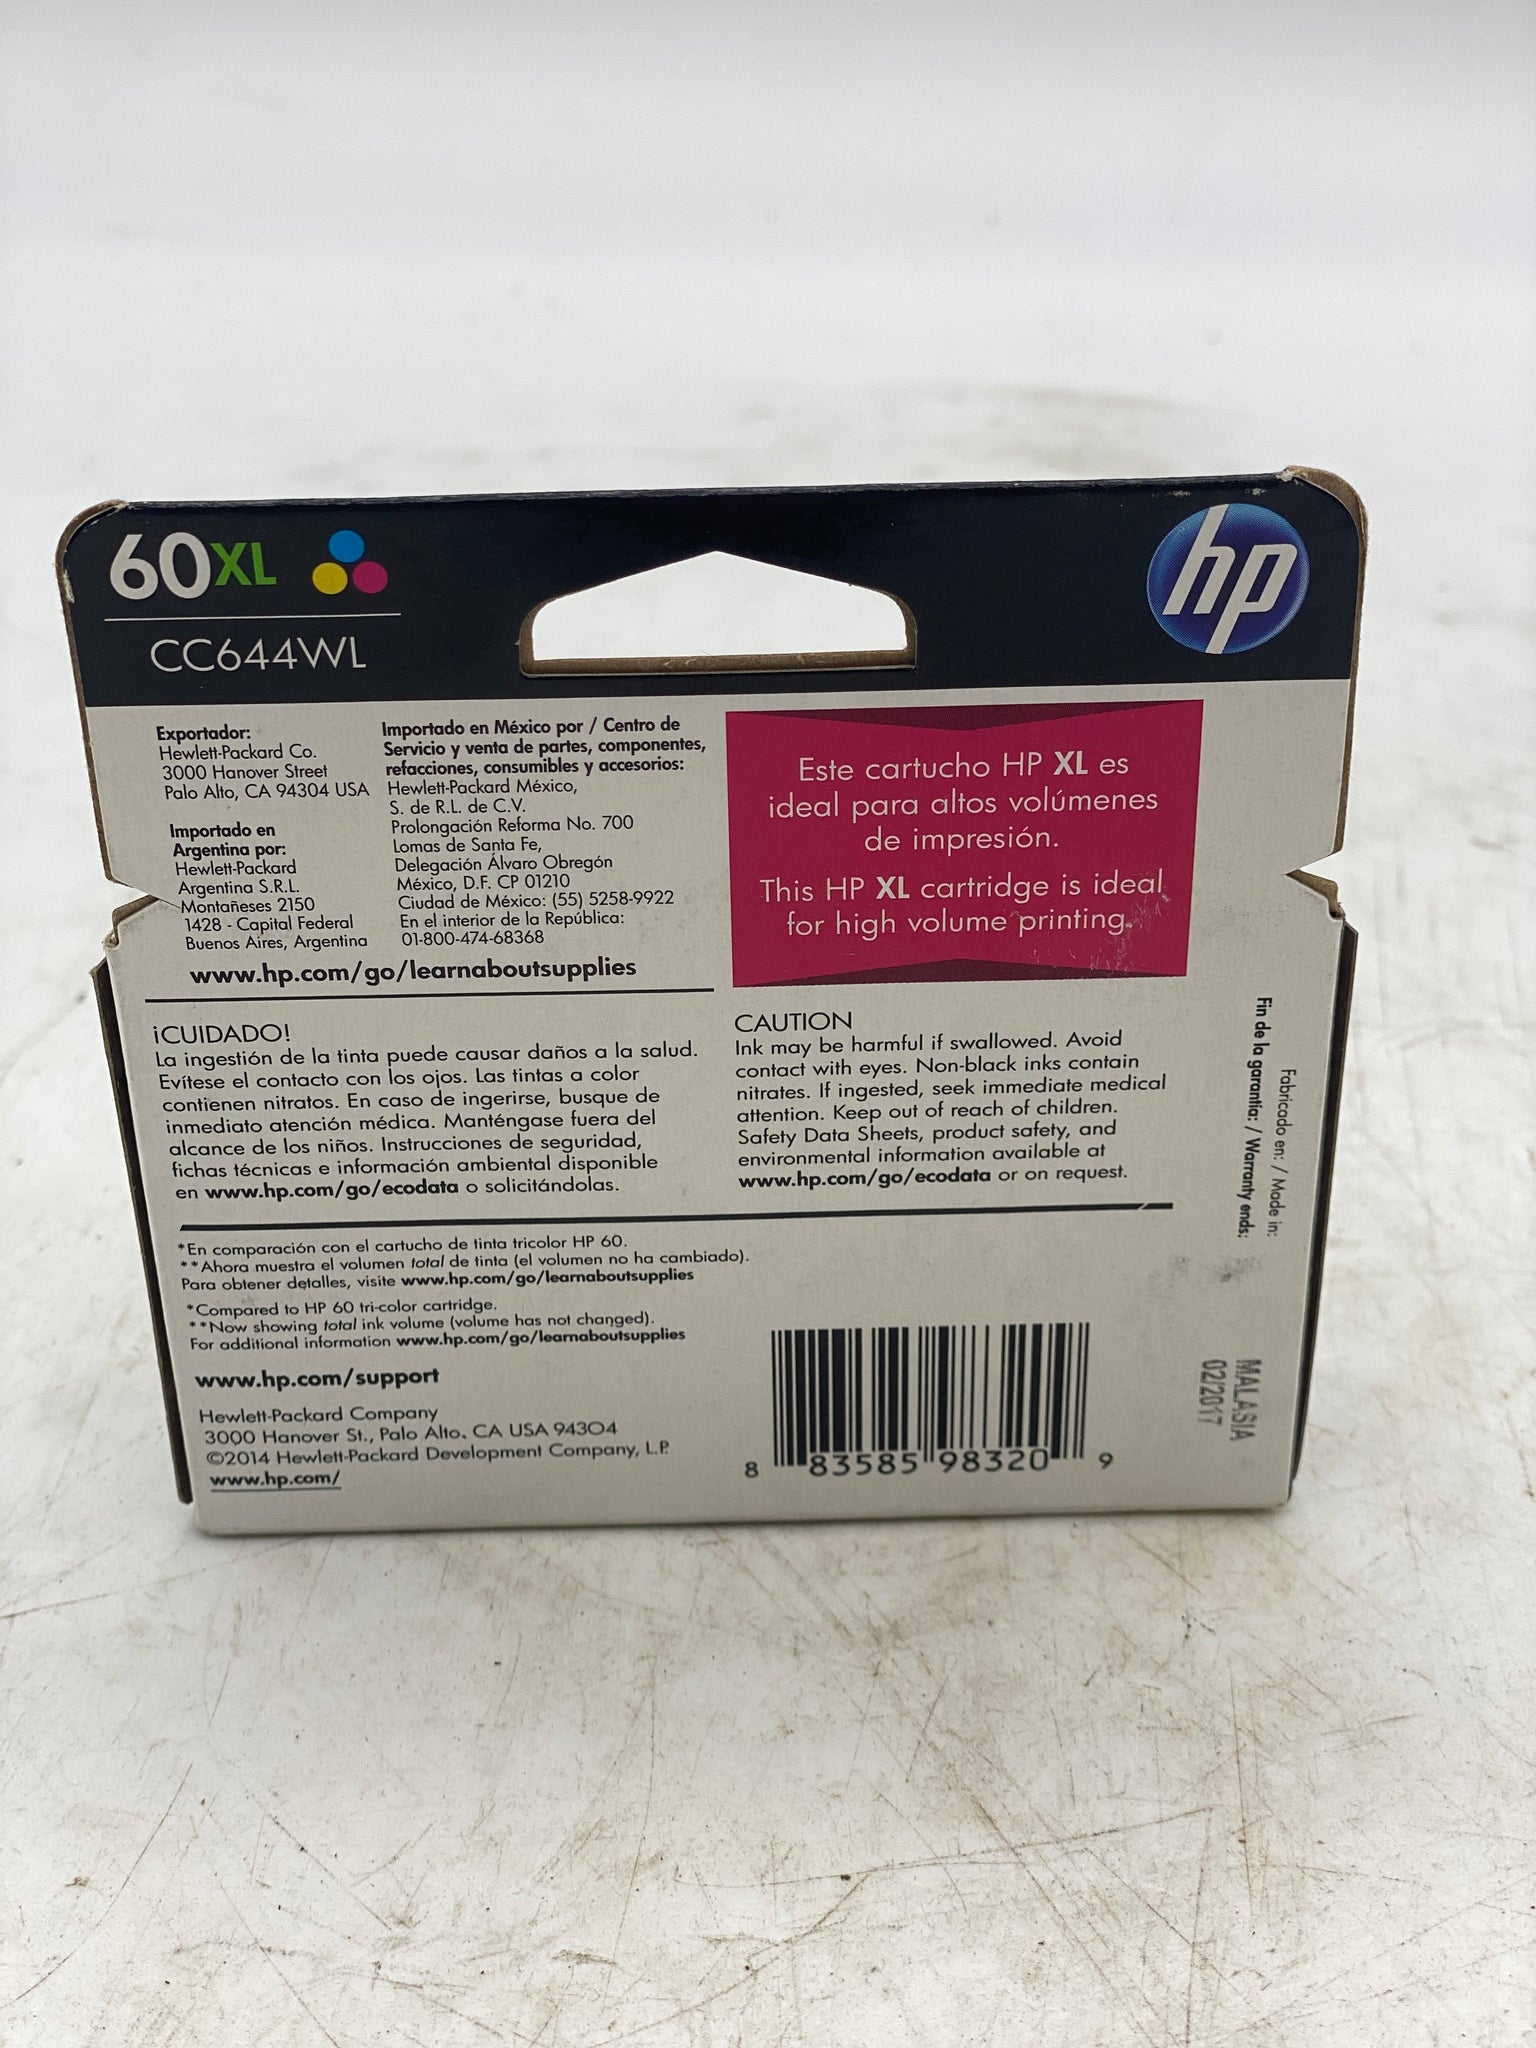 60XL
CC644WL
hp
Exportador:
Hewlett-Packard Co.
3000 Hanover Street
Palo Alto, CA 94304 USA
Importado en
Argentina por:
Hewlett-Packard
Argentina S.R.L.
Montañeses 2150
1428 - Capital Federal
Buenos Aires, Argentina
Importado en México por / Centro de
Servicio y venta de partes, componentes,
refacciones, consumibles y accesorios:
Hewlett-Packard México,
S. de R.L. de C.V.
Prolongación Reforma No. 700
Lomas de Santa Fe,
Delegación Álvaro Obregón
México, D.F. CP 01210
Ciudad de México: (55) 5258-9922
En el interior de la República:
01-800-474-68368
www.hp.com/go/learnaboutsupplies
Este cartucho HP XL es
ideal para altos volúmenes
de impresión.
This HP XL cartridge is ideal
for high volume printing.
¡CUIDADO!
La ingestión de la tinta puede causar daños a la salud.
Evítese el contacto con los ojos. Las tintas a color
contienen nitratos. En caso de ingerirse, busque de
inmediato atención médica. Manténgase fuera del
alcance de los niños. Instrucciones de seguridad,
fichas técnicas e información ambiental disponible
en www.hp.com/go/ecodata o solicitándolas.
CAUTION
Ink may be harmful if swallowed. Avoid
contact with eyes. Non-black inks contain
nitrates. If ingested, seek immediate medical
attention. Keep out of reach of children.
Safety Data Sheets, product safety, and
environmental information available at
www.hp.com/go/ecodata or on request.
Fabricado en: / Made in:
Fin de la garantía: / Warranty ends:
MALASIA
02/2017
*En comparación con el cartucho de tinta tricolor HP 60.
**Ahora muestra el volumen total de tinta (el volumen no ha cambiado).
Para obtener detalles, visite www.hp.com/go/learnaboutsupplies
*Compared to HP 60 tri-color cartridge.
**Now showing total ink volume (volume has not changed).
For additional information www.hp.com/go/learnaboutsupplies
www.hp.com/support
Hewlett-Packard Company
3000 Hanover St., Palo Alto, CA USA 94304
©2014 Hewlett-Packard Development Company, L.P.
www.hp.com/
8 83585 98320 9